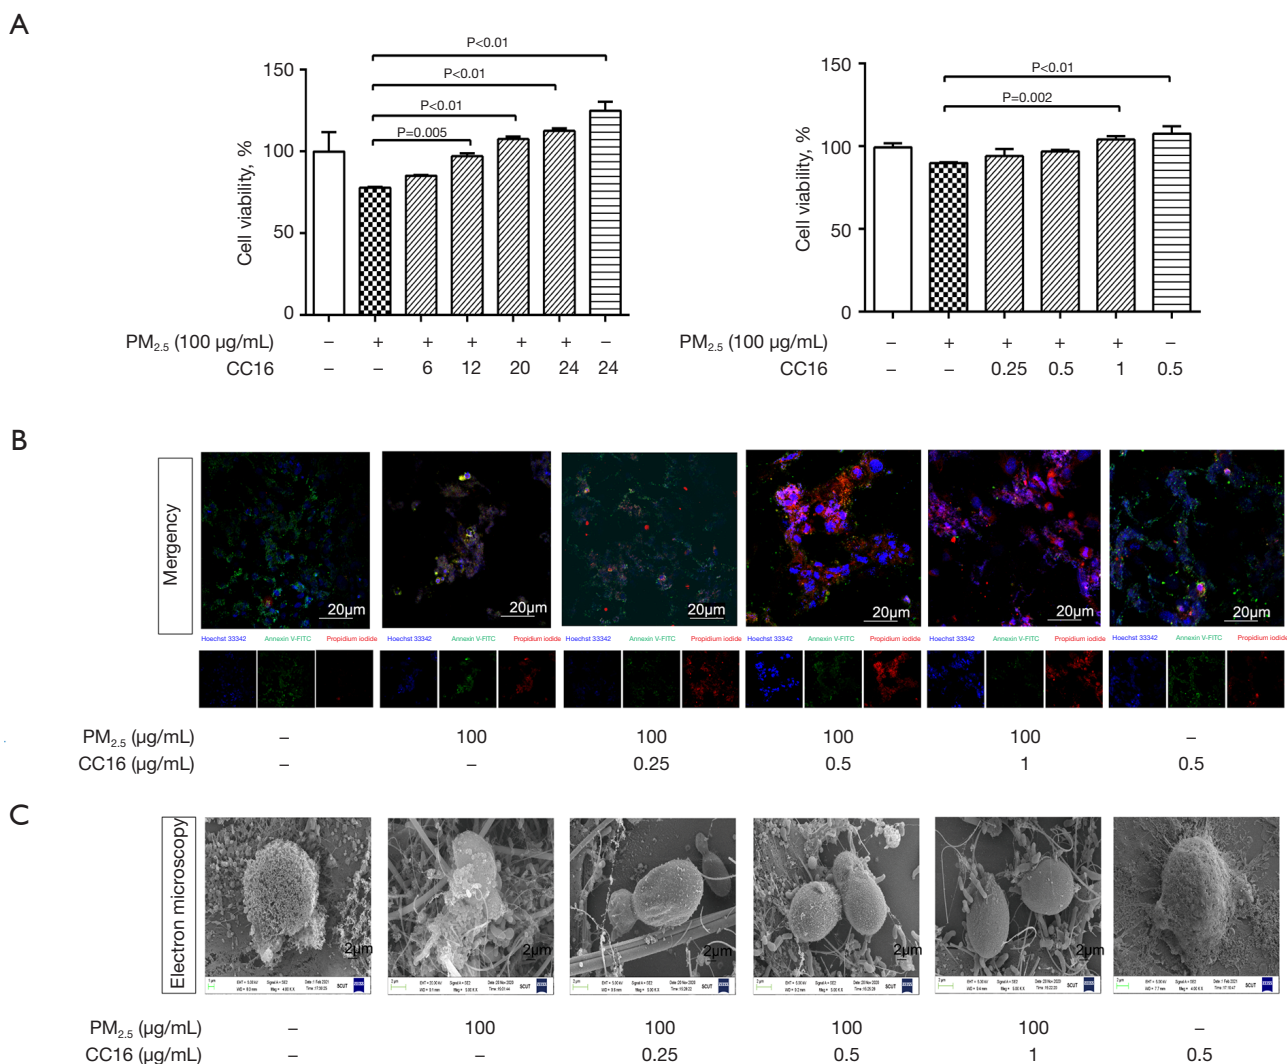 A
P<0.01
P<0.01
P<0.01
P=0.005
150
100
50
0
Cell viability, %
PM2.5 (100 µg/mL) – + + + + + –
CC16 – – 6 12 20 24 24
P<0.01
P=0.002
150
100
50
0
Cell viability, %
PM2.5 (100 µg/mL) – + + + + –
CC16 – – 0.25 0.5 1 0.5
B
Mergency
20µm 20µm 20µm 20µm 20µm 20µm
Hoechst 33342 Annexin V-FITC Propidium iodide Hoechst 33342 Annexin V-FITC Propidium iodide Hoechst 33342 Annexin V-FITC Propidium iodide Hoechst 33342 Annexin V-FITC Propidium iodide Hoechst 33342 Annexin V-FITC Propidium iodide Hoechst 33342 Annexin V-FITC Propidium iodide
PM2.5 (µg/mL) – 100 100 100 100 –
CC16 (µg/mL) – – 0.25 0.5 1 0.5
C
Electron microscopy
2µm 2µm 2µm 2µm 2µm 2µm
SCUT SCUT SCUT SCUT SCUT SCUT
PM2.5 (µg/mL) – 100 100 100 100 –
CC16 (µg/mL) – – 0.25 0.5 1 0.5